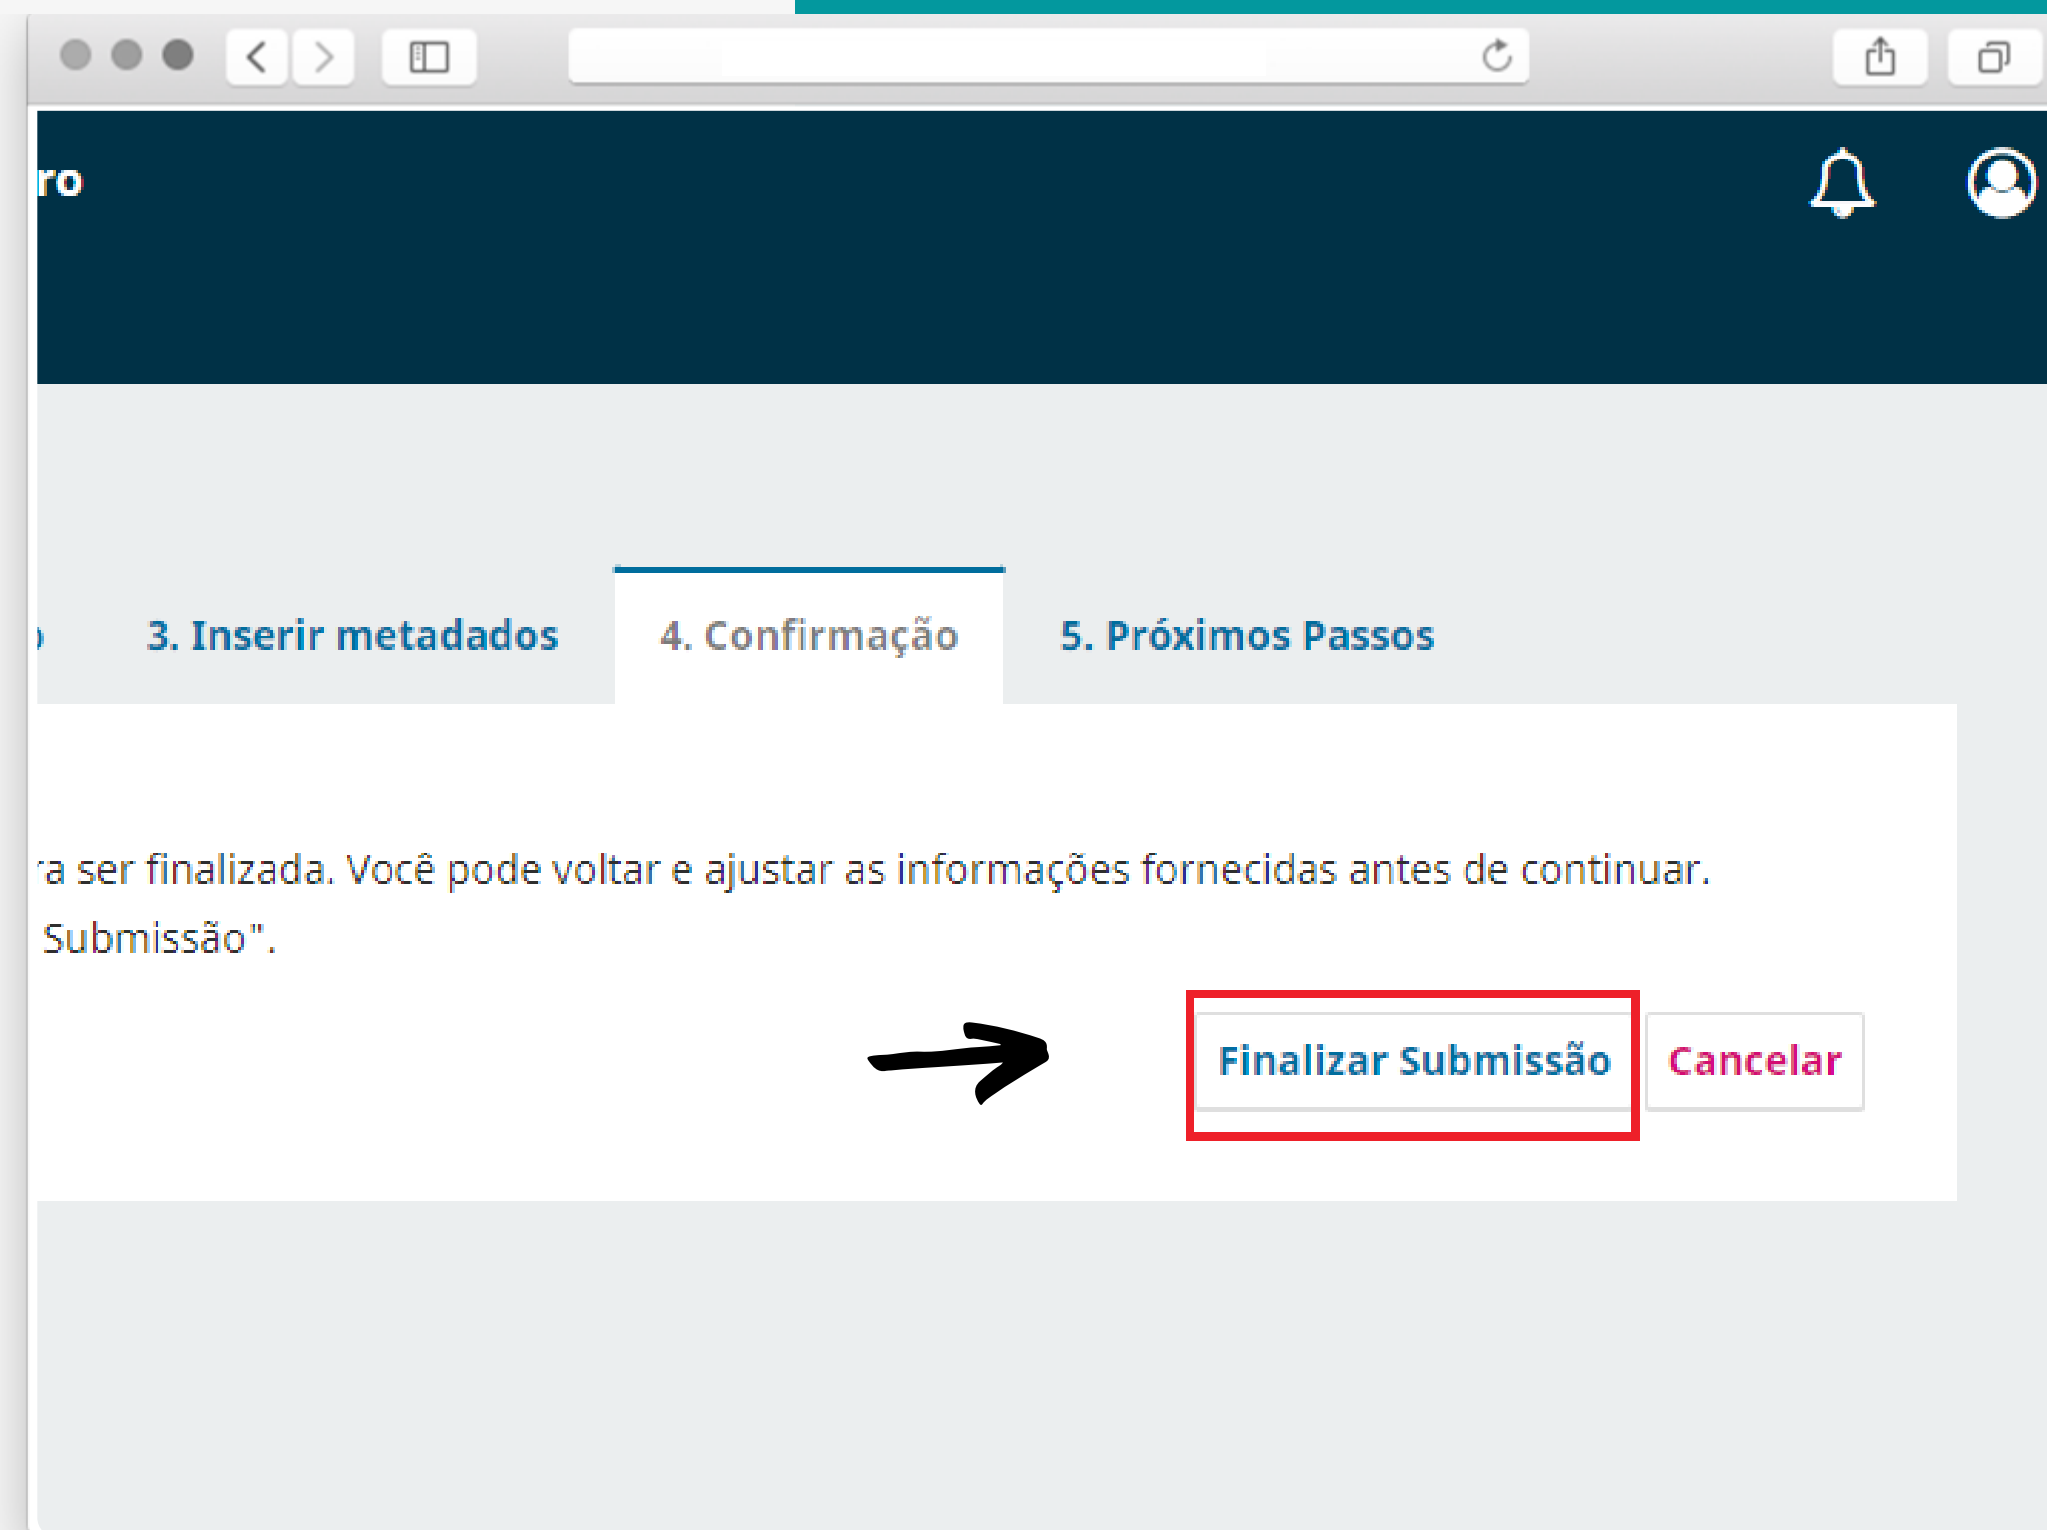 ro
3. Inserir metadados
4. Confirmação
5. Próximos Passos
ser finalizada. Você pode voltar e ajustar as informações fornecidas antes de continuar.
Submissão".
Finalizar Submissão
Cancelar